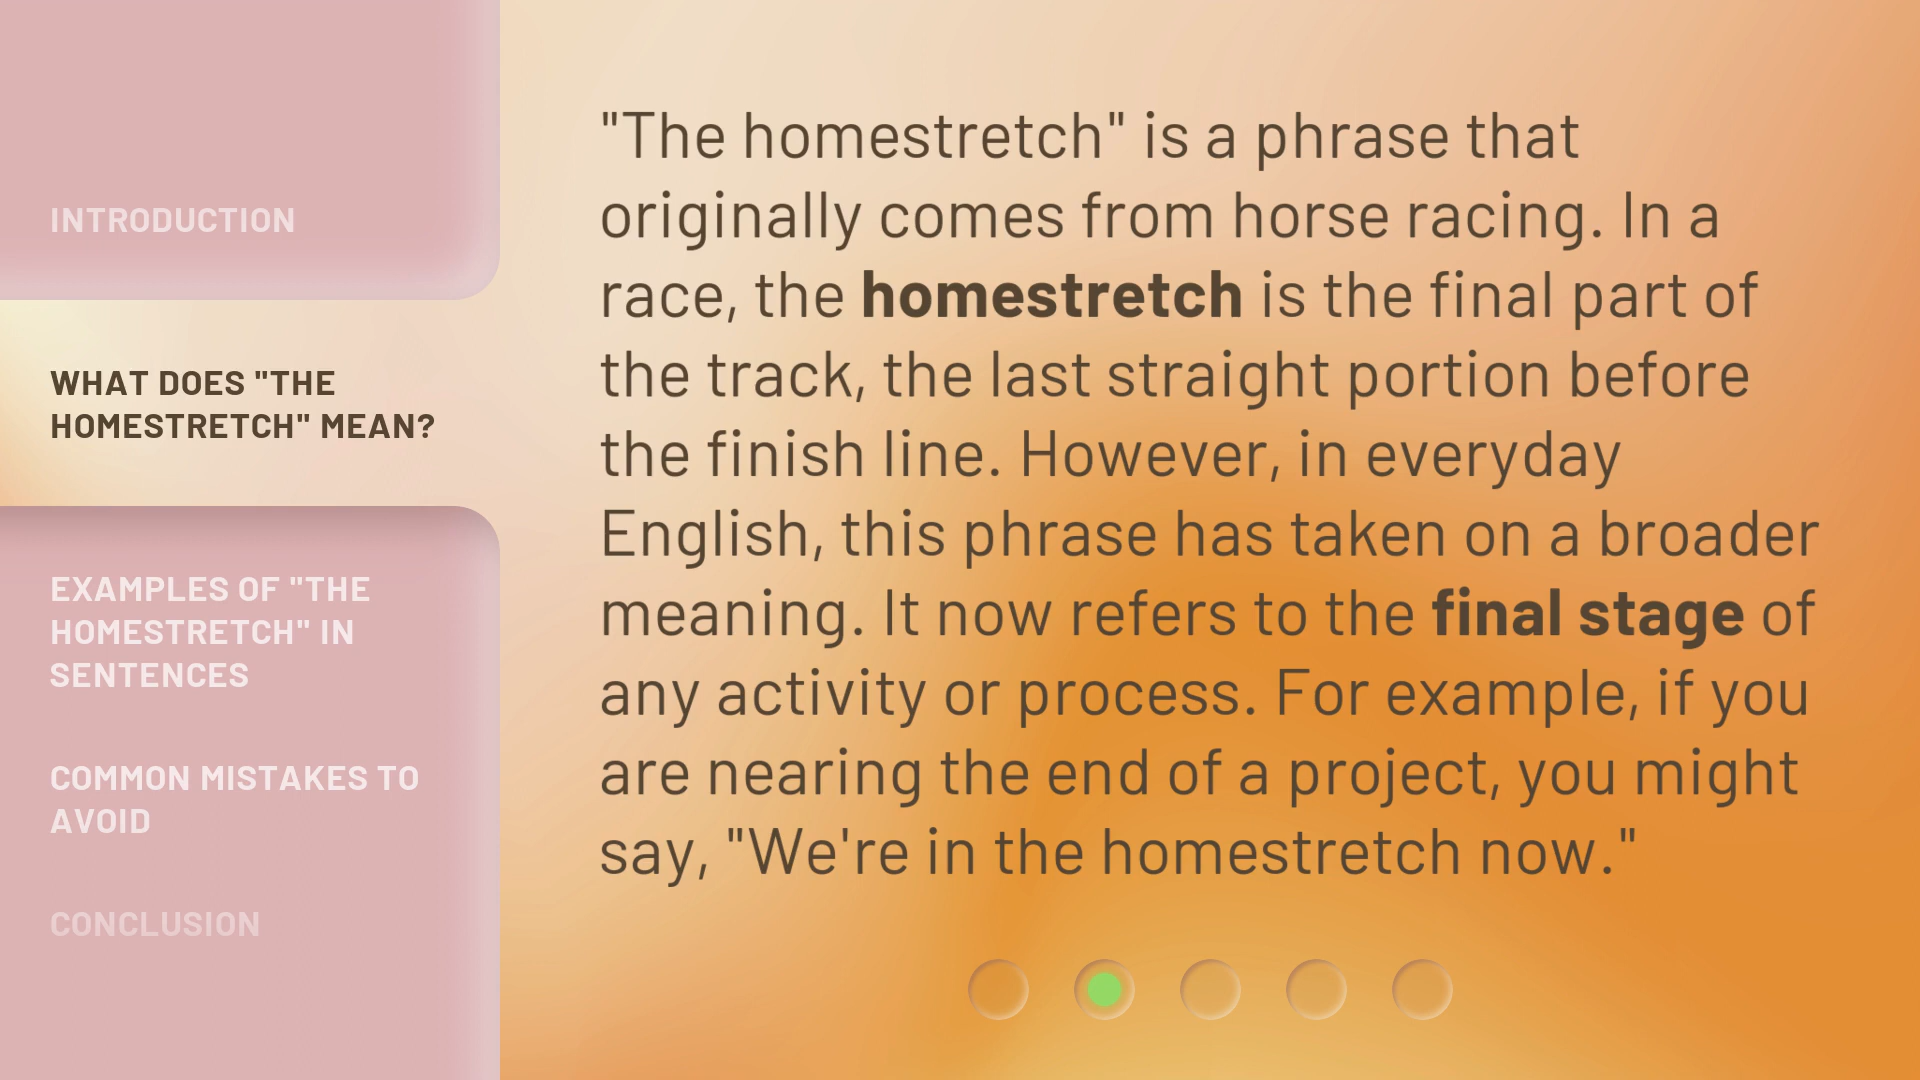 INTRODUCTION
WHAT DOES "THE
HOMESTRETCH" MEAN?
EXAMPLES OF "THE
HOMESTRETCH" IN
SENTENCES
COMMON MISTAKES TO
AVOID
CONCLUSION
"The homestretch" is a phrase that
originally comes from horse racing. In a
race, the homestretch is the final part of
the track, the last straight portion before
the finish line. However, in everyday
English, this phrase has taken on a broader
meaning. It now refers to the final stage of
any activity or process. For example, if you
are nearing the end of a project, you might
say, "We're in the homestretch now."